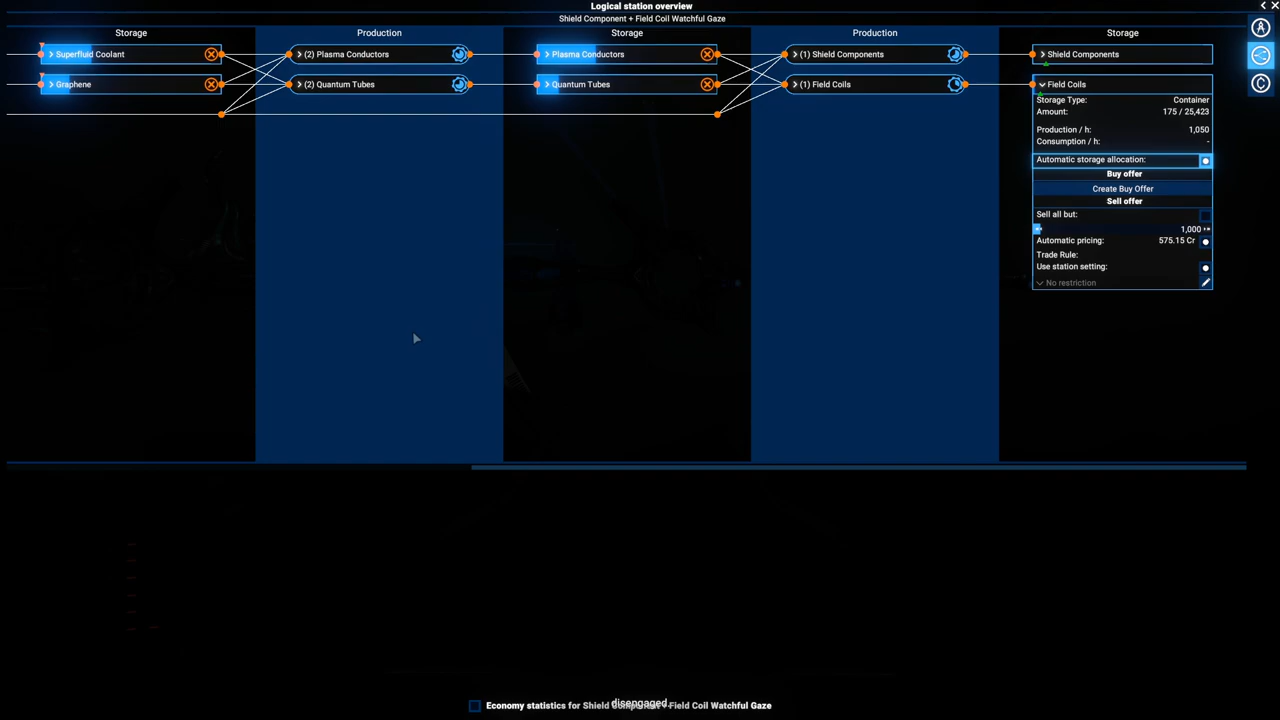 Logical station overview
Shield Component + Field Coil Watchful Gaze
Storage
Production
Storage
Production
Storage
Superfluid Coolant
(2) Plasma Conductors
Plasma Conductors
(1) Shield Components
Shield Components
Graphene
(2) Quantum Tubes
Quantum Tubes
(1) Field Coils
Field Coils
Storage Type: Container
Amount: 175 / 25,423
Production / h: 1,050
Consumption / h: -
Automatic storage allocation:
Buy offer
Create Buy Offer
Sell offer
Sell all but:
1,000
Automatic pricing: 575.15 Cr
Trade Rule:
Use station setting:
No restriction
Economy statistics for Shield Component + Field Coil Watchful Gaze
disengaged.